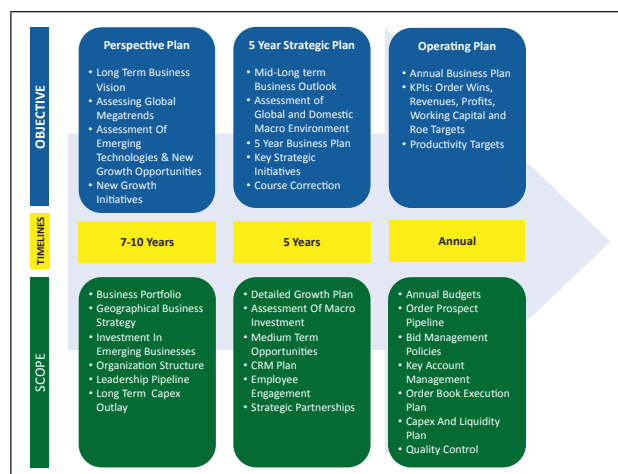 OBJECTIVE
Perspective Plan
• Long Term Business
Vision
• Assessing Global
Megatrends
• Assessment Of
Emerging
Technologies & New
Growth Opportunities
• New Growth
Initiatives
5 Year Strategic Plan
• Mid-Long term
Business Outlook
• Assessment of
Global and Domestic
Macro Environment
• 5 Year Business Plan
• Key Strategic
Initiatives
• Course Correction
Operating Plan
• Annual Business Plan
• KPIs: Order Wins,
Revenues, Profits,
Working Capital and
Roe Targets
• Productivity Targets
TIMELINES
7-10 Years
5 Years
Annual
SCOPE
• Business Portfolio
• Geographical Business
Strategy
• Investment In
Emerging Businesses
• Organization Structure
• Leadership Pipeline
• Long Term Capex
Outlay
• Detailed Growth Plan
• Assessment Of Macro
Investment
• Medium Term
Opportunities
• CRM Plan
• Employee
Engagement
• Strategic Partnerships
• Annual Budgets
• Order Prospect
Pipeline
• Bid Management
Policies
• Key Account
Management
• Order Book Execution
Plan
• Capex And Liquidity
Plan
• Quality Control